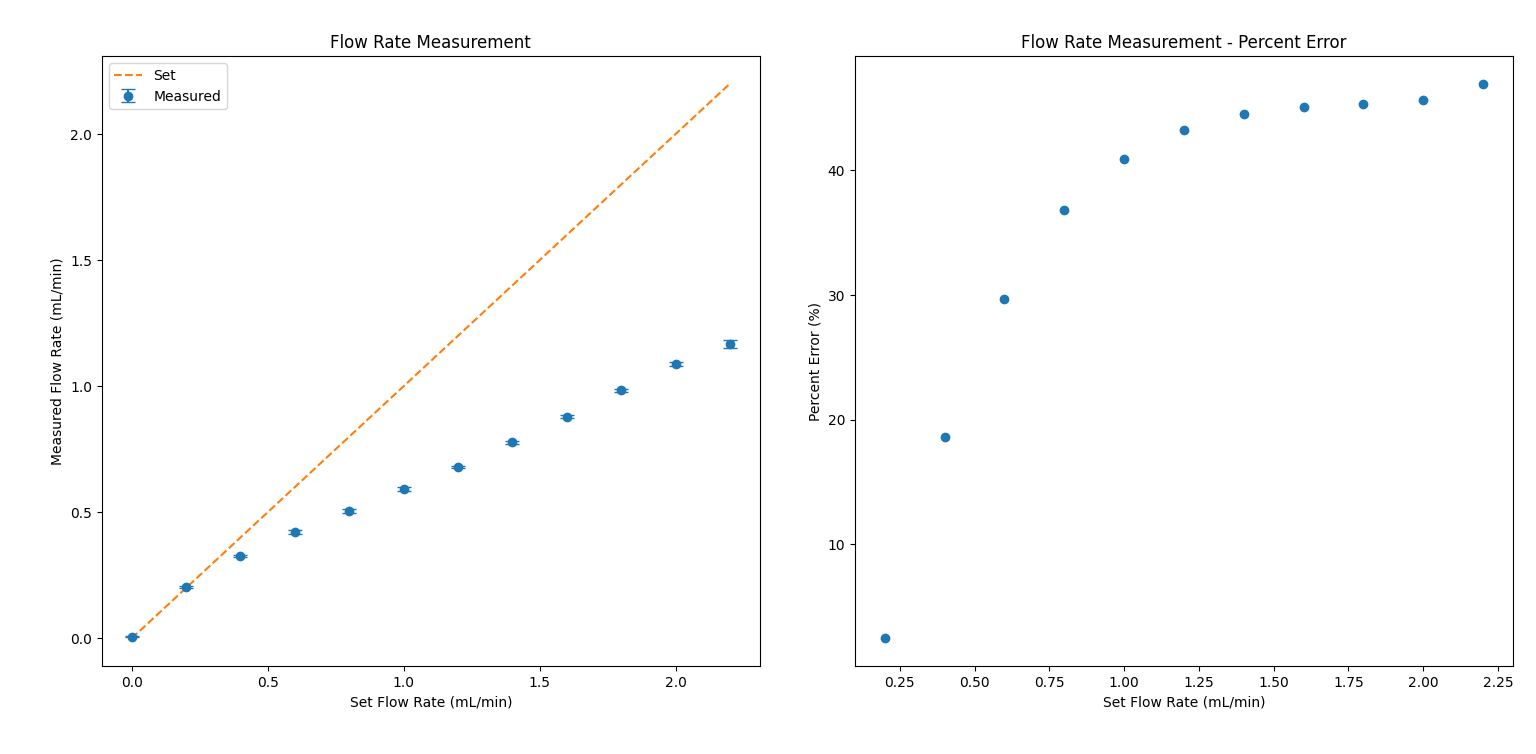 Flow Rate Measurement
Set
Measured
Measured Flow Rate (mL/min)
2.0
1.5
1.0
0.5
0.0
0.0 0.5 1.0 1.5 2.0
Set Flow Rate (mL/min)
Flow Rate Measurement - Percent Error
Percent Error (%)
40
30
20
10
0.25 0.50 0.75 1.00 1.25 1.50 1.75 2.00 2.25
Set Flow Rate (mL/min)